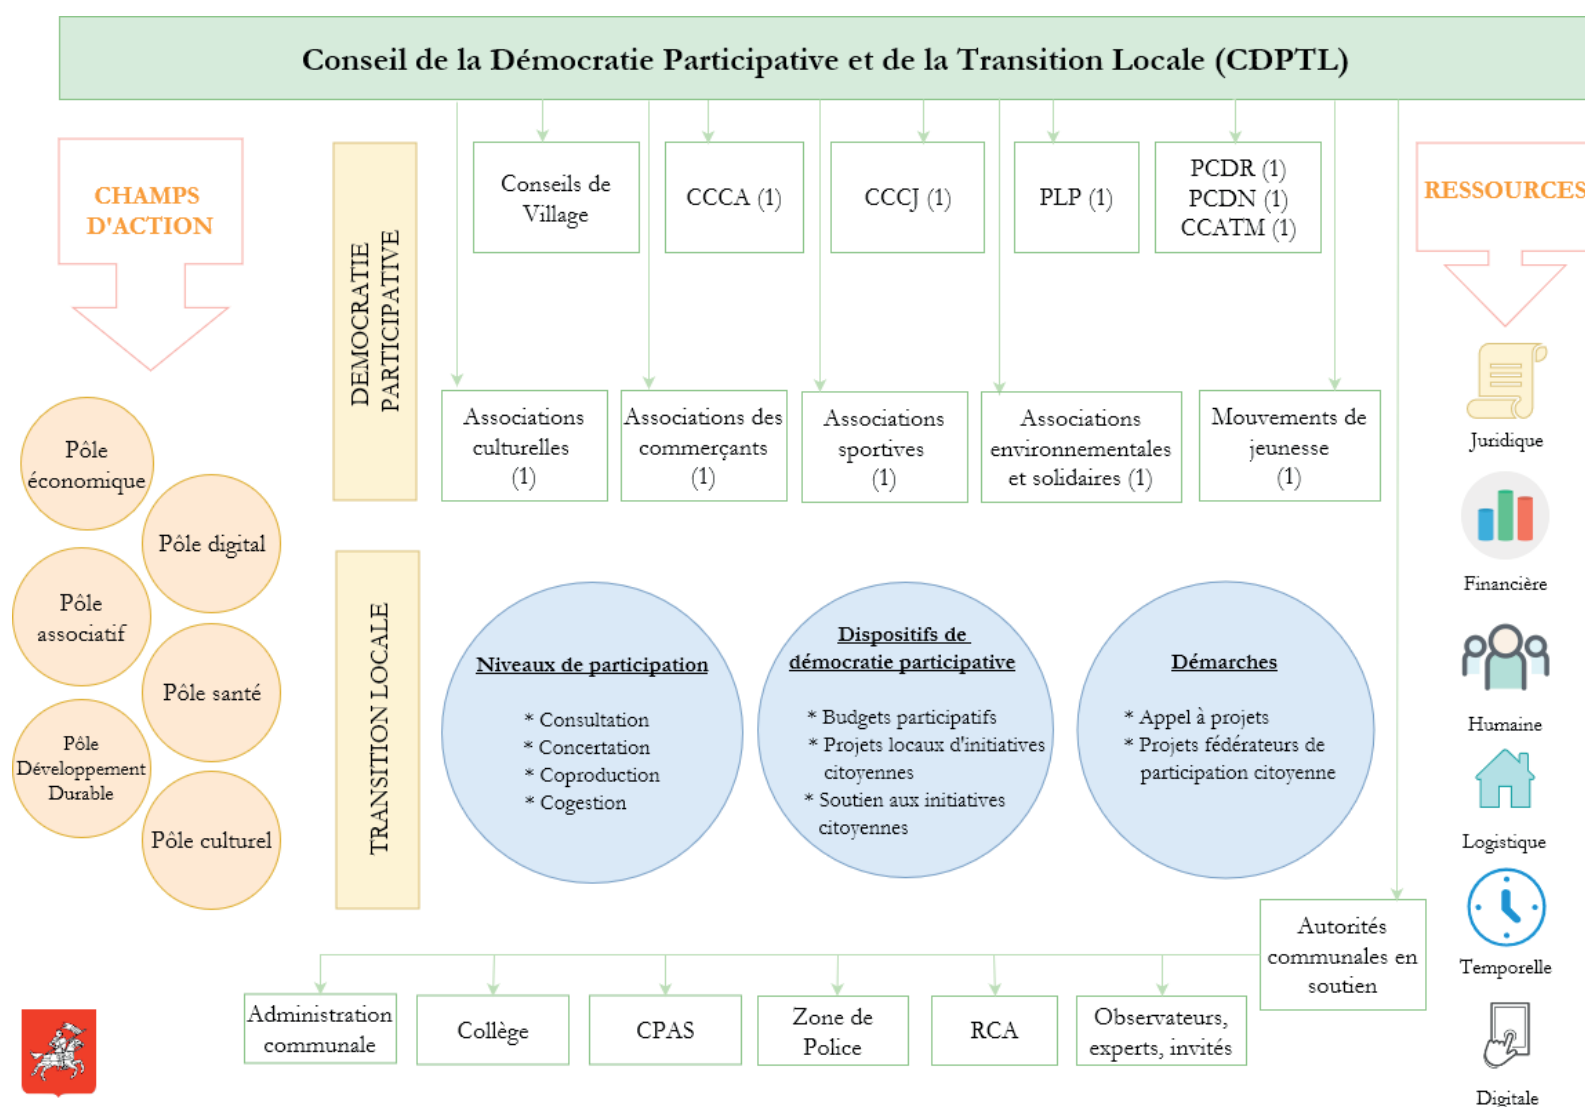 Conseil de la Démocratie Participative et de la Transition Locale (CDPTL)
CHAMPS
D'ACTION
Pôle
économique
Pôle digital
Pôle
associatif
Pôle santé
Pôle
Développement
Durable
Pôle culturel
DEMOCRATIE
PARTICIPATIVE
Conseils de
Village
CCCA (1)
CCCJ (1)
PLP (1)
PCDR (1)
PCDN (1)
CCATM (1)
Associations
culturelles
(1)
Associations des
commerçants
(1)
Associations
sportives
(1)
Associations
environnementales
et solidaires (1)
Mouvements de
jeunesse
(1)
TRANSITION LOCALE
Niveaux de participation
* Consultation
* Concertation
* Coproduction
* Cogestion
Dispositifs de
démocratie participative
* Budgets participatifs
* Projets locaux d'initiatives
citoyennes
* Soutien aux initiatives
citoyennes
Démarches
* Appel à projets
* Projets fédérateurs de
participation citoyenne
Autorités
communales en
soutien
Administration
communale
Collège
CPAS
Zone de
Police
RCA
Observateurs,
experts, invités
RESSOURCES
Juridique
Financière
Humaine
Logistique
Temporelle
Digitale